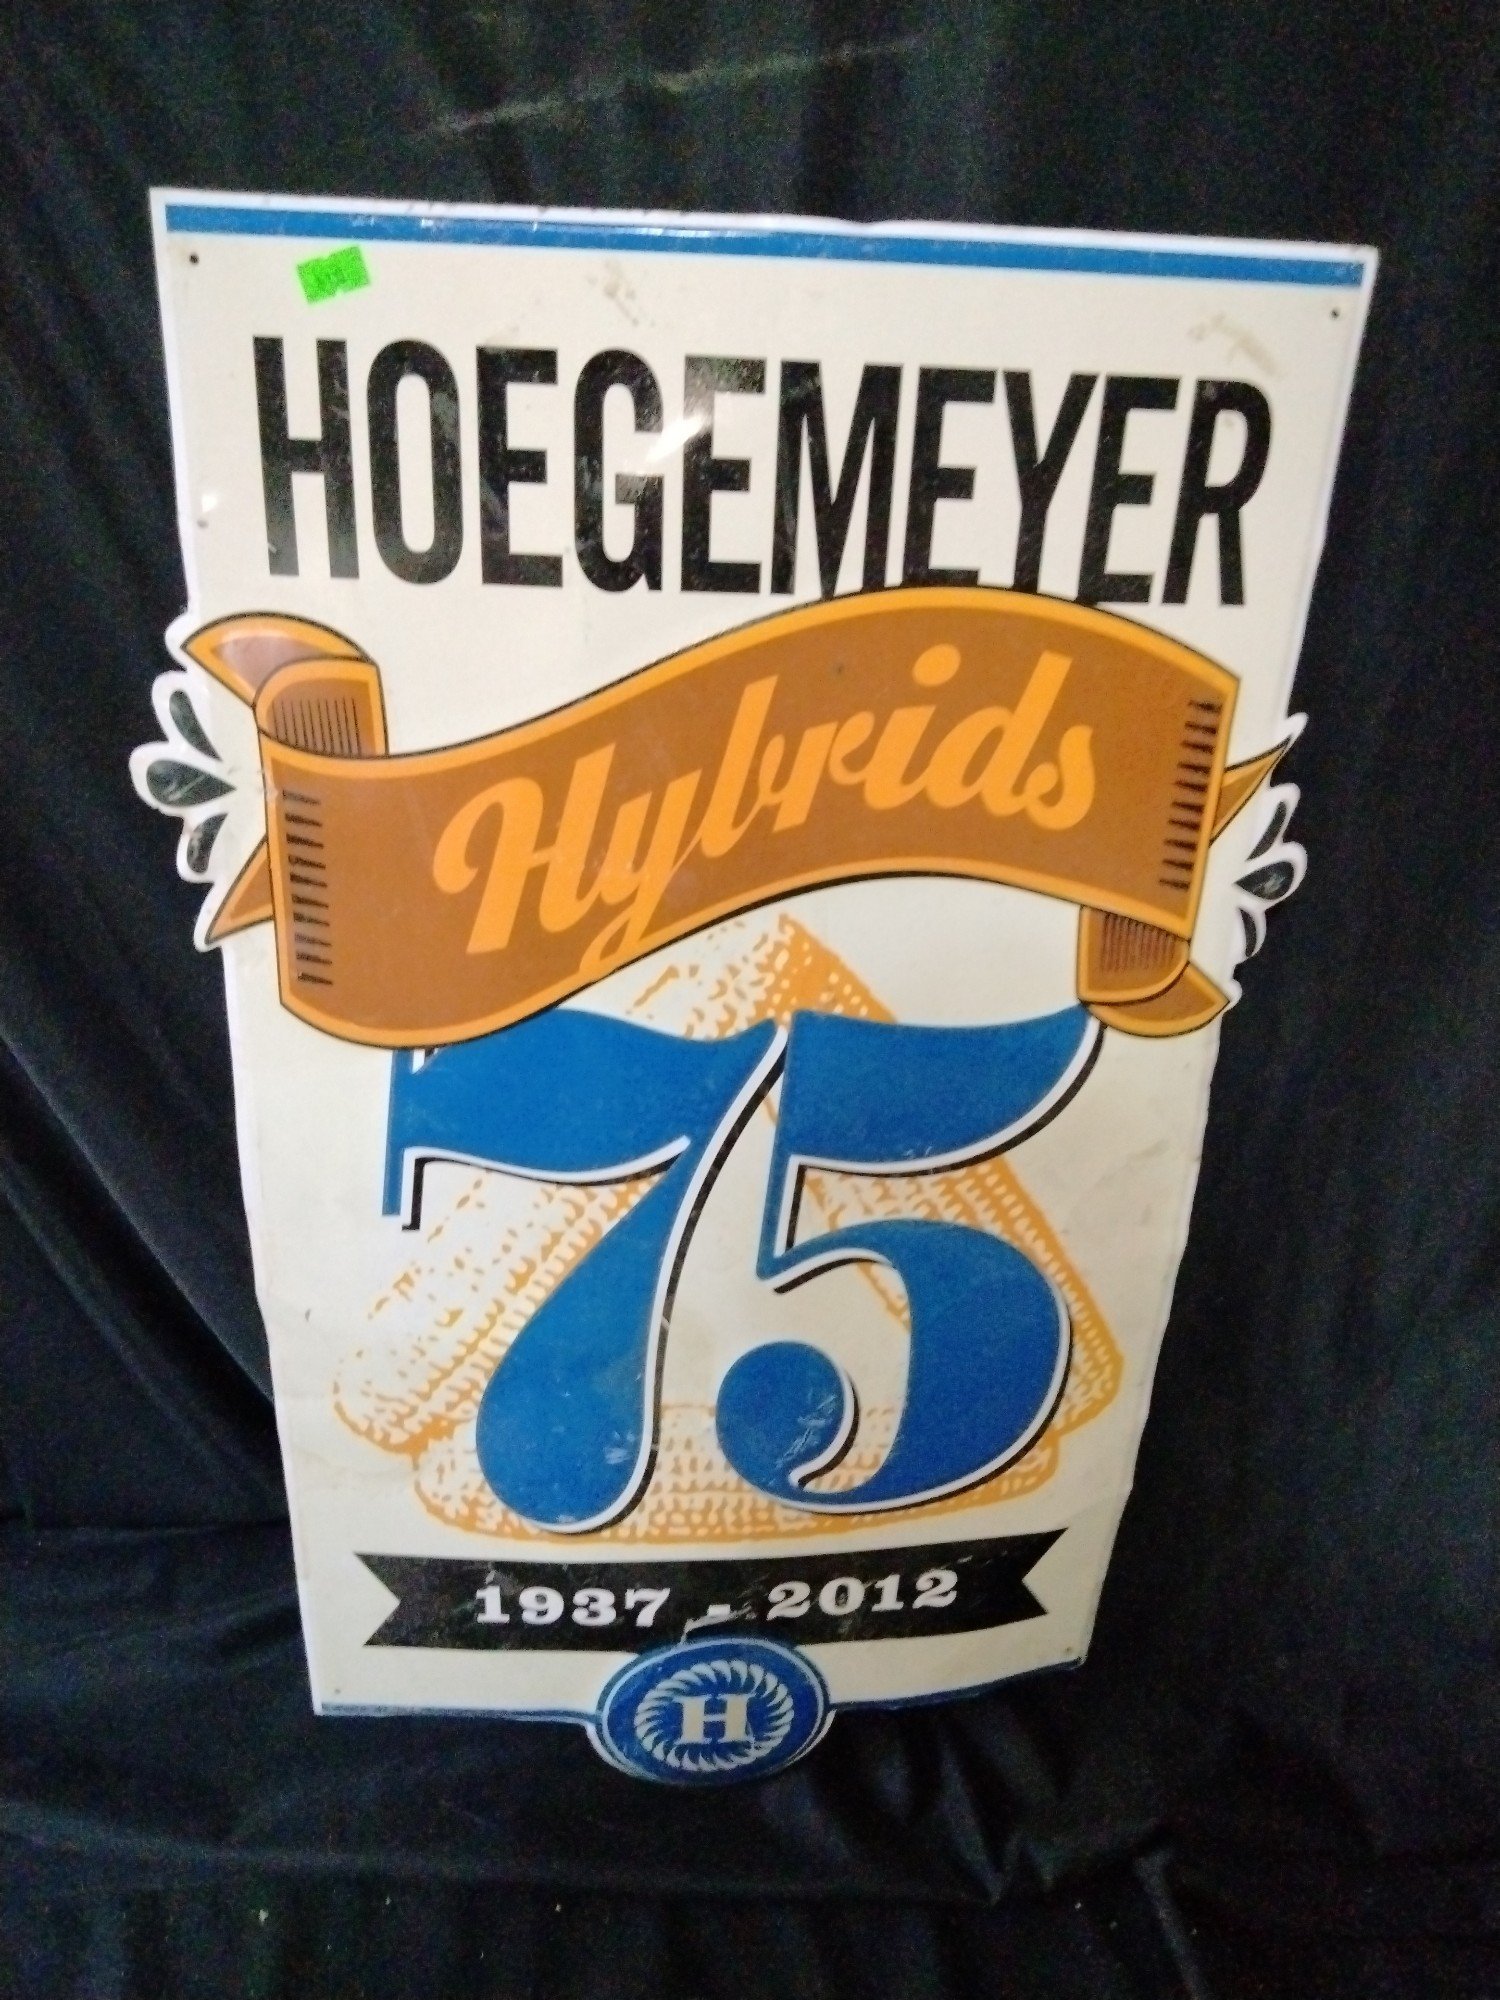 HOEGEMEYER
Hybrids
75
1937 - 2012
H